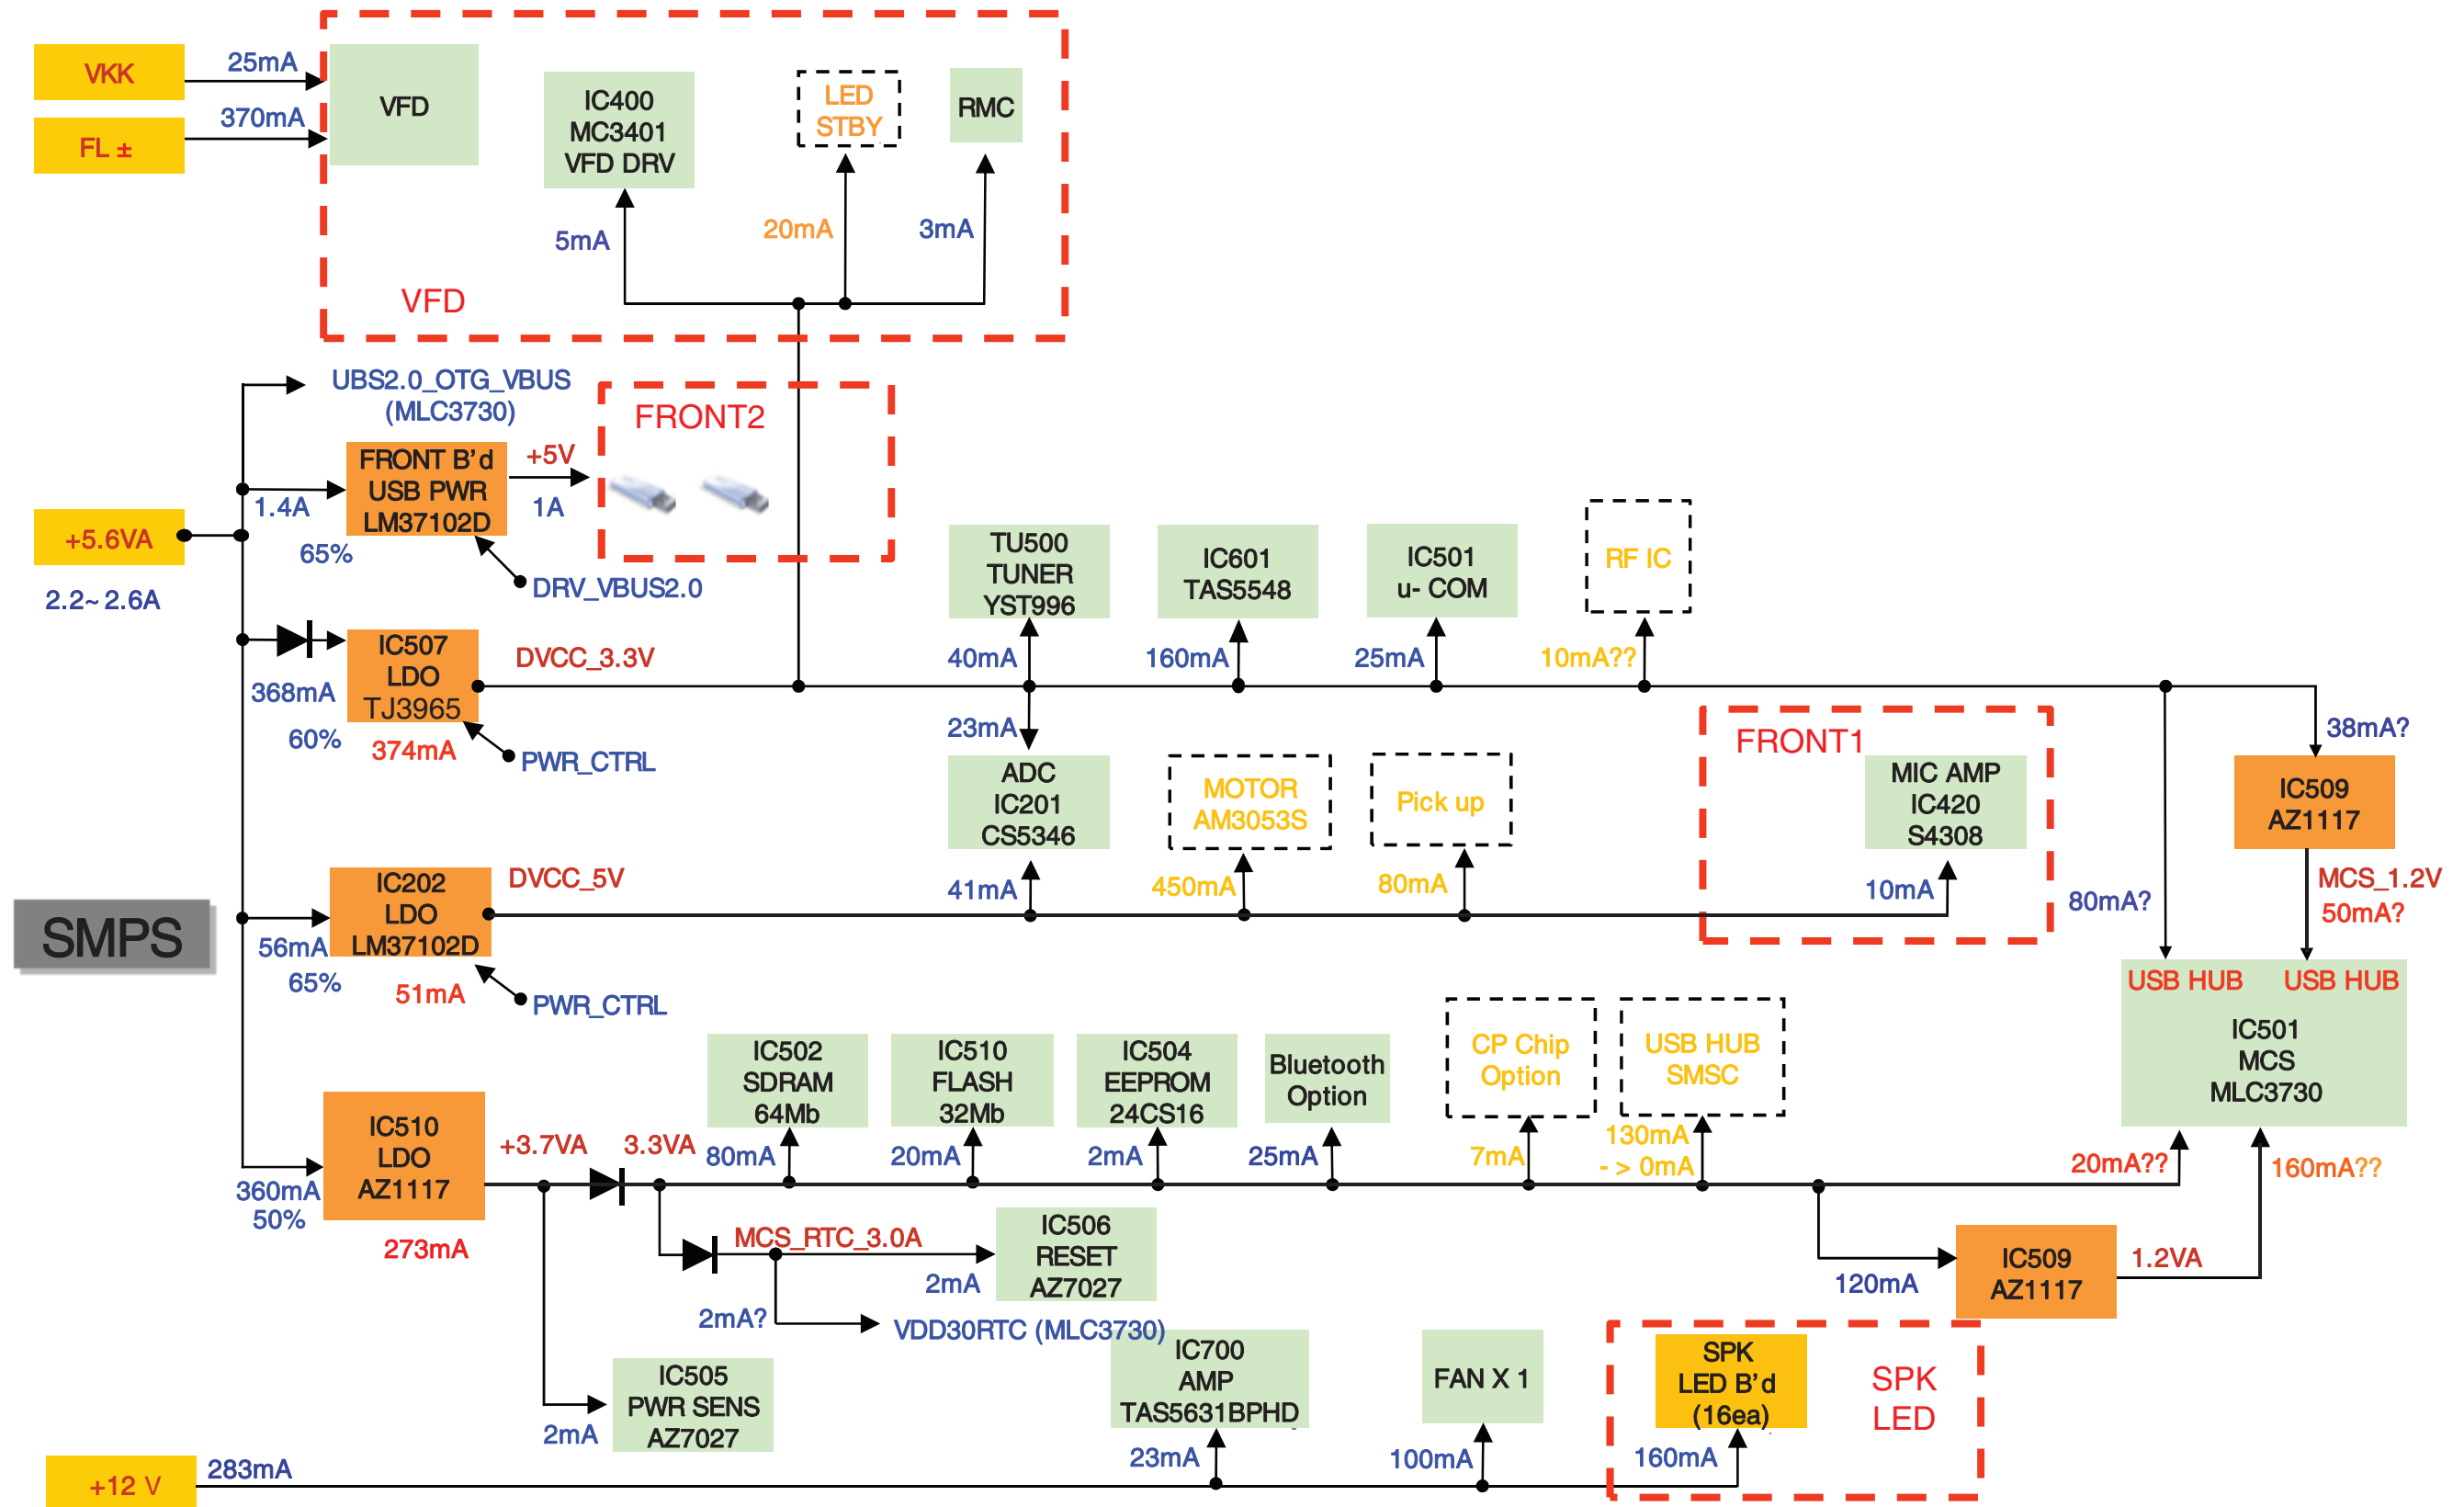 VKK
25mA
FL ±
370mA
VFD
IC400
MC3401
VFD DRV
LED
STBY
RMC
5mA
20mA
3mA
VFD
UBS2.0_OTG_VBUS
(MLC3730)
FRONT2
FRONT B'd
USB PWR
LM37102D
+5V
1A
1.4A
65%
DRV_VBUS2.0
+5.6VA
2.2~ 2.6A
IC507
LDO
TJ3965
DVCC_3.3V
368mA
60%
374mA
PWR_CTRL
TU500
TUNER
YST996
IC601
TAS5548
IC501
u- COM
RF IC
40mA
160mA
25mA
10mA??
23mA
38mA?
ADC
IC201
CS5346
MOTOR
AM3053S
Pick up
FRONT1
MIC AMP
IC420
S4308
IC509
AZ1117
SMPS
IC202
LDO
LM37102D
DVCC_5V
41mA
450mA
80mA
10mA
80mA?
MCS_1.2V
50mA?
56mA
65%
51mA
PWR_CTRL
USB HUB
USB HUB
IC501
MCS
MLC3730
IC502
SDRAM
64Mb
IC510
FLASH
32Mb
IC504
EEPROM
24CS16
Bluetooth
Option
CP Chip
Option
USB HUB
SMSC
IC510
LDO
AZ1117
+3.7VA
3.3VA
80mA
20mA
2mA
25mA
7mA
130mA
- > 0mA
20mA??
160mA??
360mA
50%
273mA
MCS_RTC_3.0A
IC506
RESET
AZ7027
2mA
2mA?
VDD30RTC (MLC3730)
120mA
IC509
AZ1117
1.2VA
IC505
PWR SENS
AZ7027
2mA
IC700
AMP
TAS5631BPHD
FAN X 1
SPK
LED B'd
(16ea)
SPK
LED
+12 V
283mA
23mA
100mA
160mA